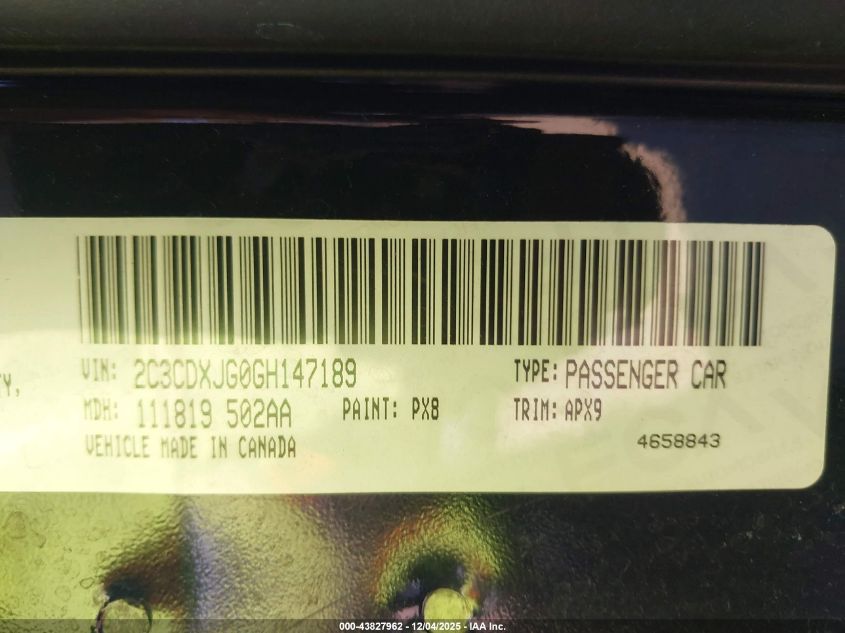 TY,
VIN: 2C3CDXJG0GH147189 TYPE: PASSENGER CAR
MDH: 111819 502AA PAINT: PX8 TRIM: APX9
VEHICLE MADE IN CANADA 4658843
000-43827962 - 12/04/2025 - IAA Inc.